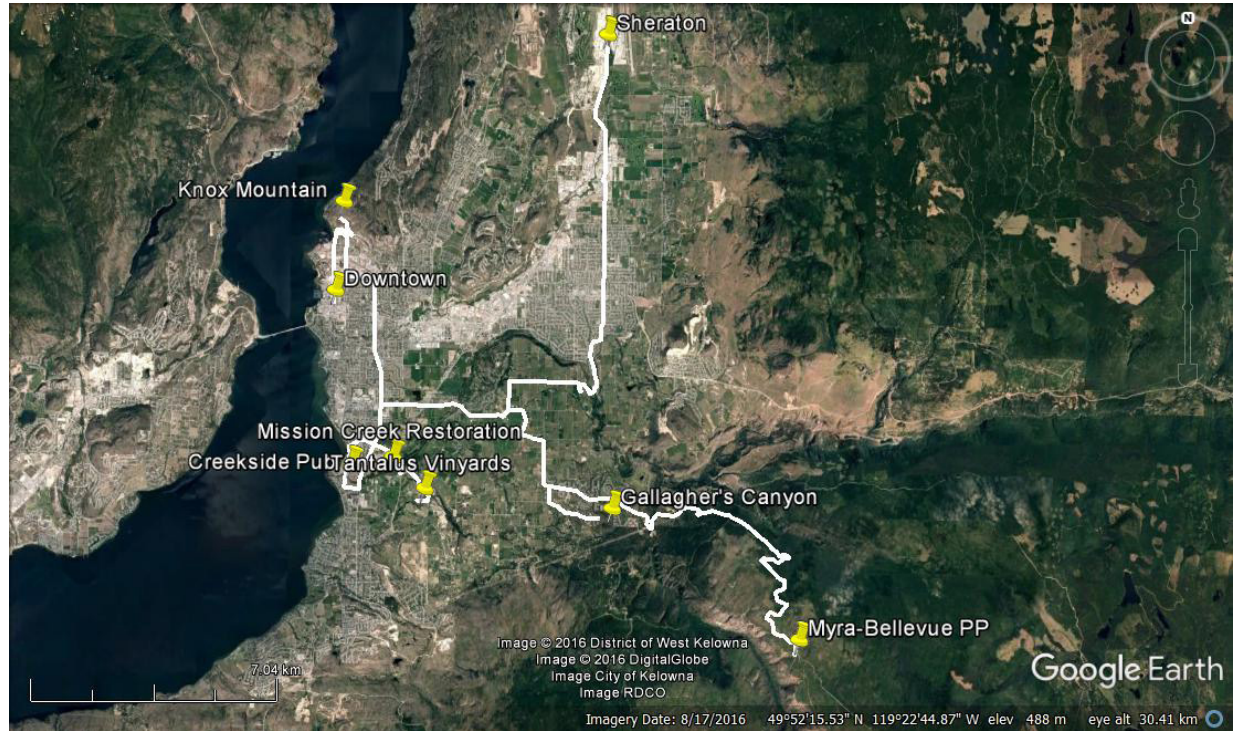 Sheraton
N
Knox Mountain
Downtown
Mission Creek Restoration
Creekside Pub
Tantalus Vinyards
Gallagher's Canyon
Myra-Bellevue PP
Image © 2016 District of West Kelowna
Image © 2016 DigitalGlobe
Image City of Kelowna
Image RDCO
7.04 km
Google Earth
Imagery Date: 8/17/2016 49°52'15.53" N 119°22'44.87" W elev 488 m eye alt 30.41 km